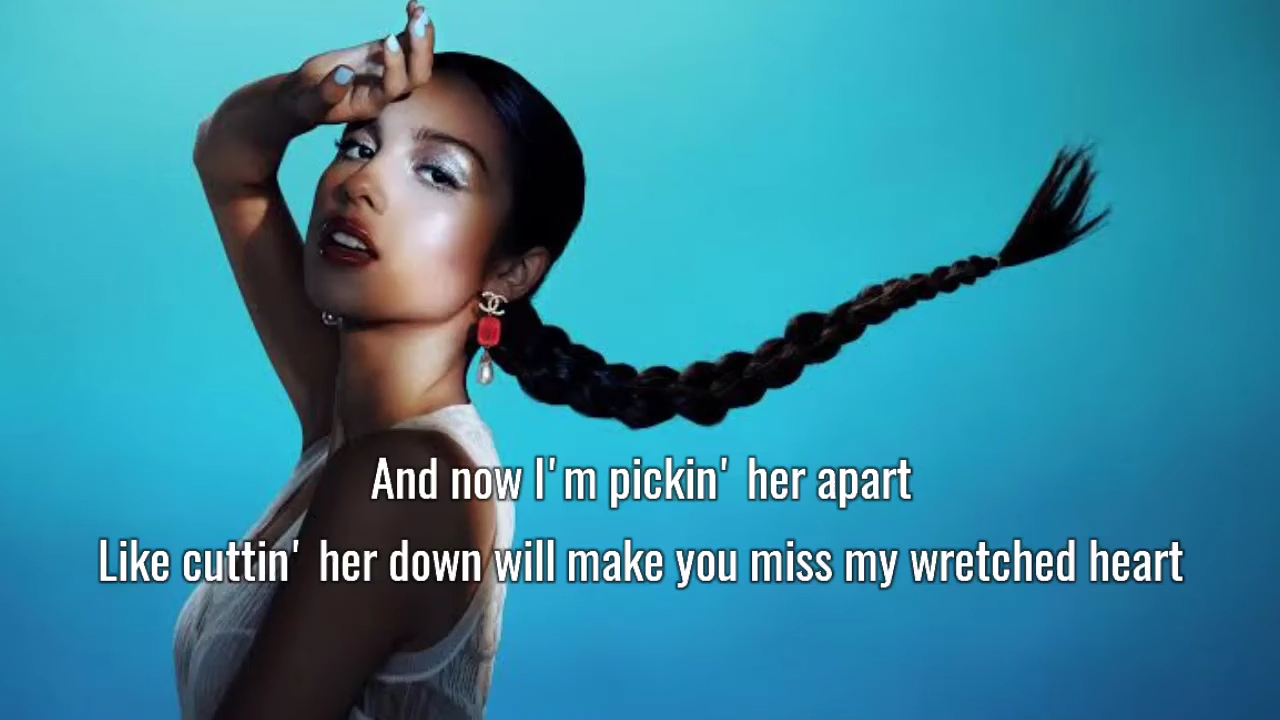 And now I'm pickin' her apart
Like cuttin' her down will make you miss my wretched heart